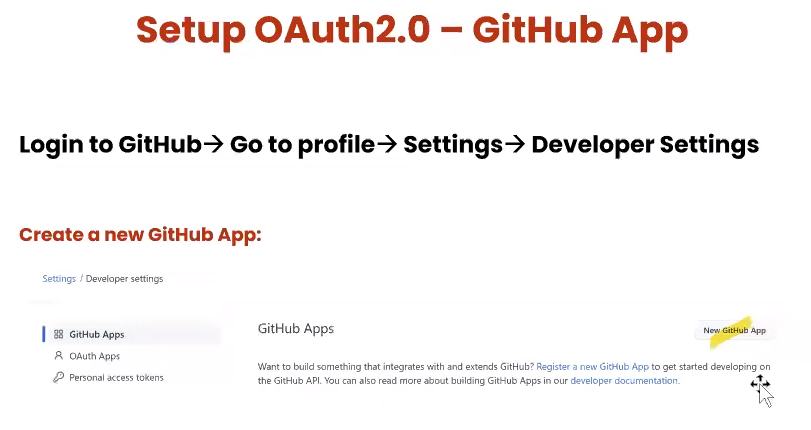 Setup OAuth2.0 – GitHub App
Login to GitHub→ Go to profile→ Settings→ Developer Settings
Create a new GitHub App:
Settings / Developer settings
GitHub Apps
OAuth Apps
Personal access tokens
GitHub Apps
New GitHub App
Want to build something that integrates with and extends GitHub? Register a new GitHub App to get started developing on
the GitHub API. You can also read more about building GitHub Apps in our developer documentation.